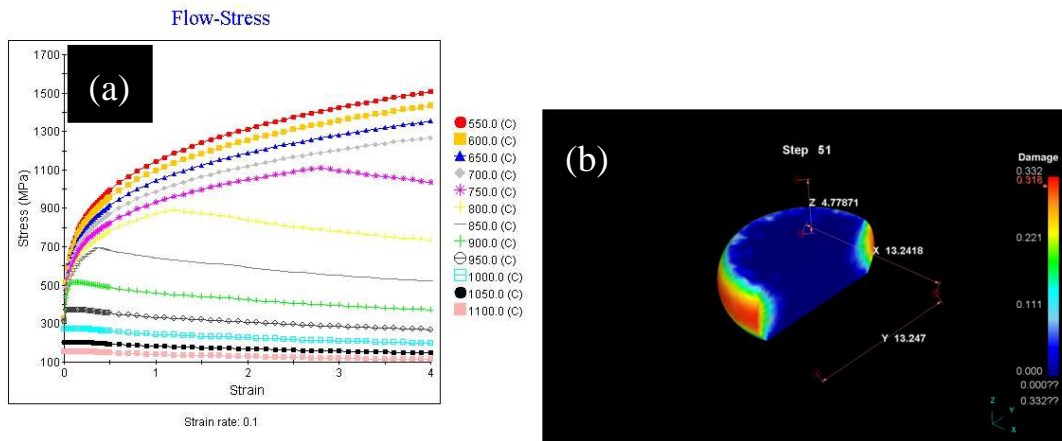 Flow-Stress
(a)
1700
1500
1300
1100
900
700
500
300
100
Stress (MPa)
0
1
2
3
4
Strain
Strain rate: 0.1
550.0 (C)
600.0 (C)
650.0 (C)
700.0 (C)
750.0 (C)
800.0 (C)
850.0 (C)
900.0 (C)
950.0 (C)
1000.0 (C)
1050.0 (C)
1100.0 (C)
(b)
Step 51
Z 4.77871
X 13.2418
Y 13.247
Damage
0.332
0.316
0.221
0.111
0.000
0.000??
0.332??
Z
Y
X